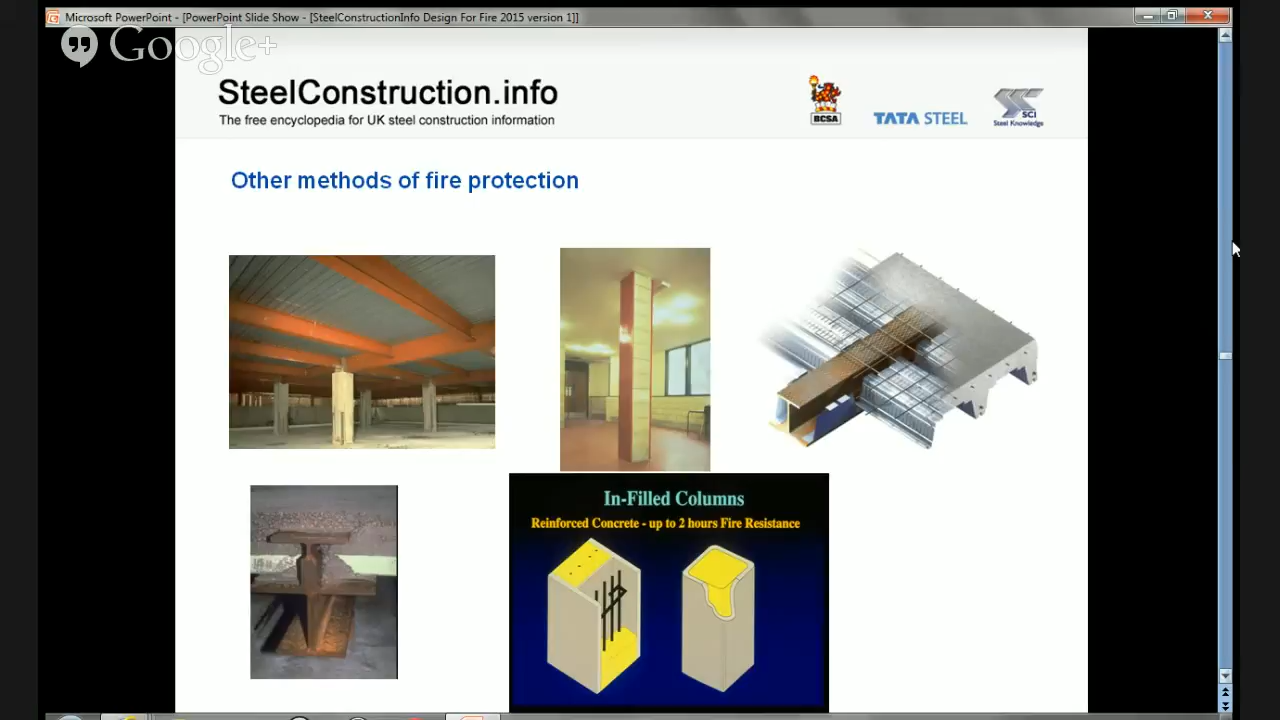 Microsoft PowerPoint - [PowerPoint Slide Show - [SteelConstructionInfo Design For Fire 2015 version 1]]
Google+
SteelConstruction.info
The free encyclopedia for UK steel construction information
BCSA
TATA STEEL
SCI
Steel Knowledge
Other methods of fire protection
In-Filled Columns
Reinforced Concrete - up to 2 hours Fire Resistance